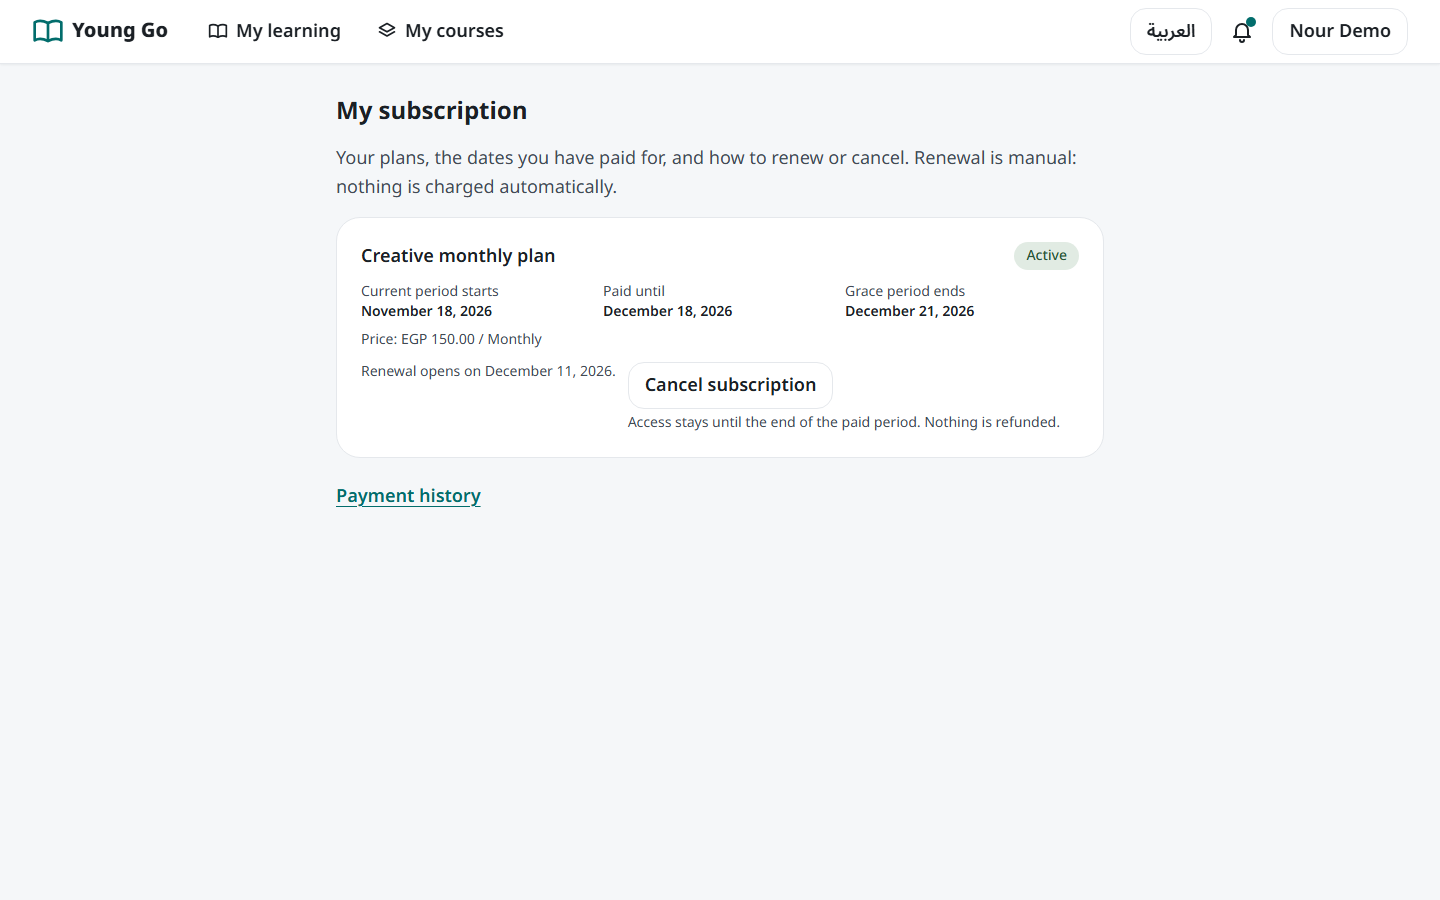 Young Go
My learning
My courses
العربية
Nour Demo
My subscription
Your plans, the dates you have paid for, and how to renew or cancel. Renewal is manual:
nothing is charged automatically.
Creative monthly plan
Active
Current period starts
November 18, 2026
Paid until
December 18, 2026
Grace period ends
December 21, 2026
Price: EGP 150.00 / Monthly
Renewal opens on December 11, 2026.
Cancel subscription
Access stays until the end of the paid period. Nothing is refunded.
Payment history